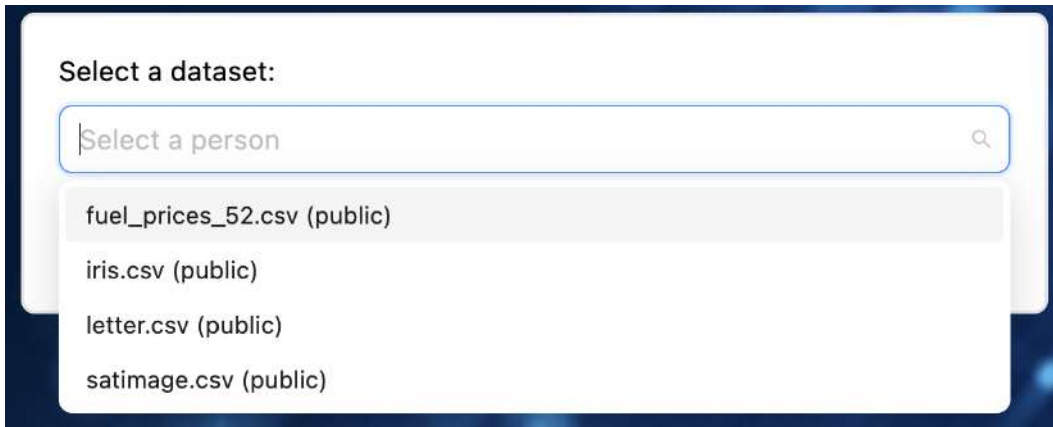 Select a dataset:
Select a person
fuel_prices_52.csv (public)
iris.csv (public)
letter.csv (public)
satimage.csv (public)